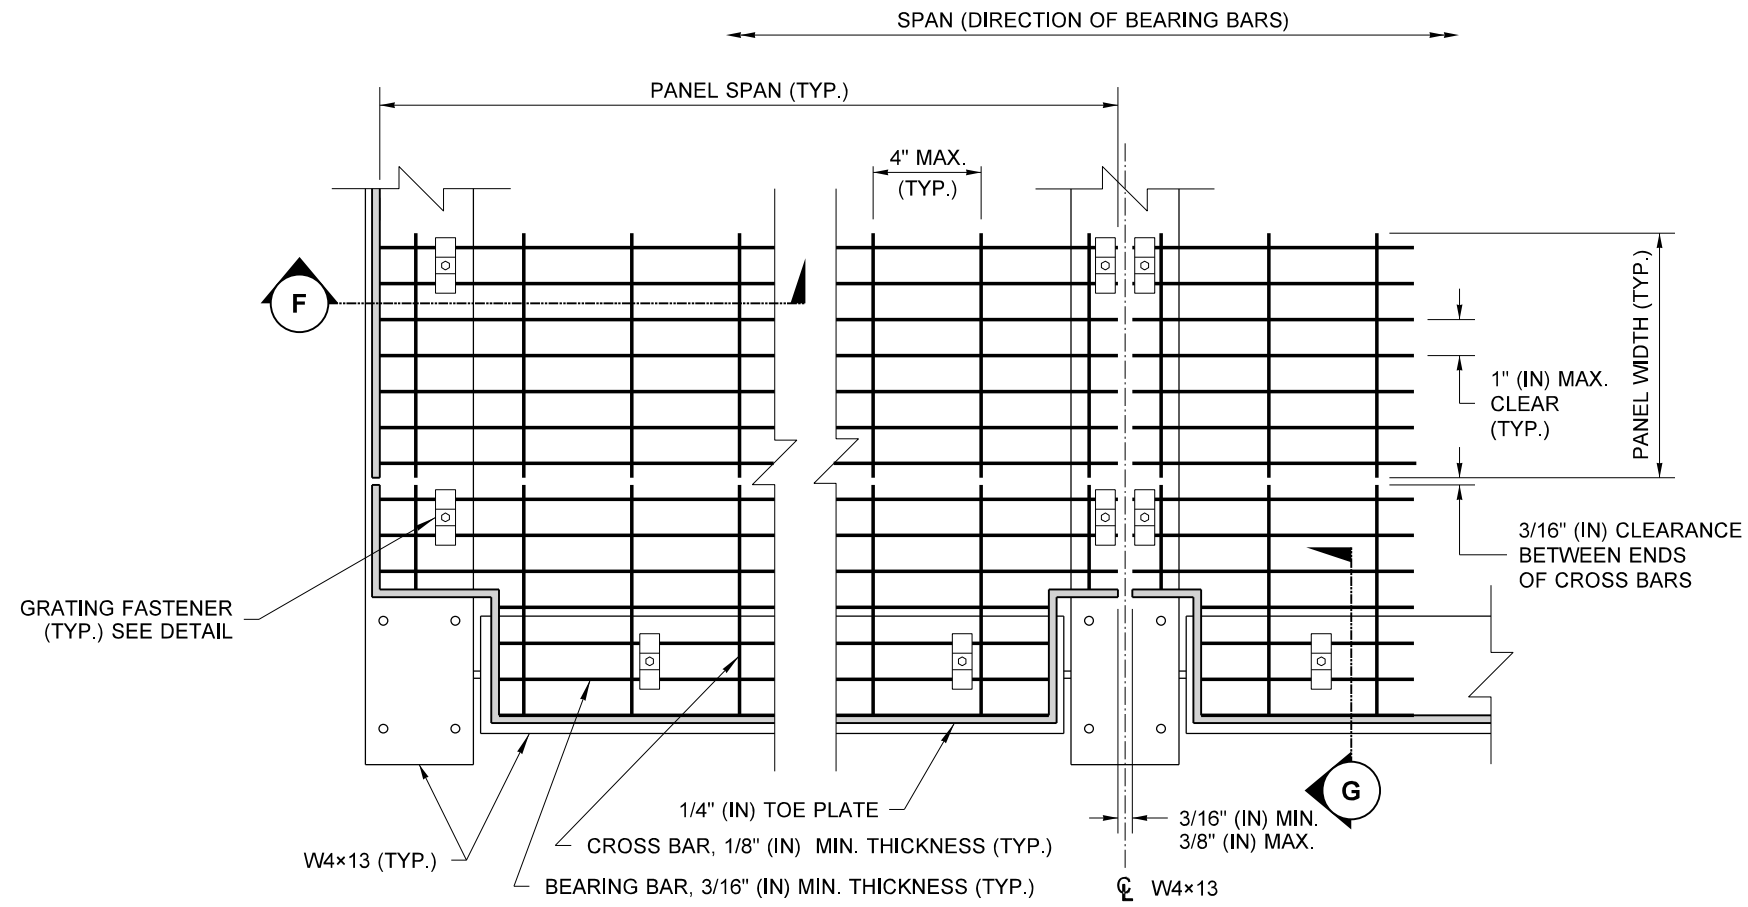 SPAN (DIRECTION OF BEARING BARS)
PANEL SPAN (TYP.)
4" MAX.
(TYP.)
F
PANEL WIDTH (TYP.)
1" (IN) MAX.
CLEAR
(TYP.)
3/16" (IN) CLEARANCE
BETWEEN ENDS
OF CROSS BARS
GRATING FASTENER
(TYP.) SEE DETAIL
G
1/4" (IN) TOE PLATE
3/16" (IN) MIN.
3/8" (IN) MAX.
CROSS BAR, 1/8" (IN) MIN. THICKNESS (TYP.)
W4×13 (TYP.)
BEARING BAR, 3/16" (IN) MIN. THICKNESS (TYP.)
℄ W4×13